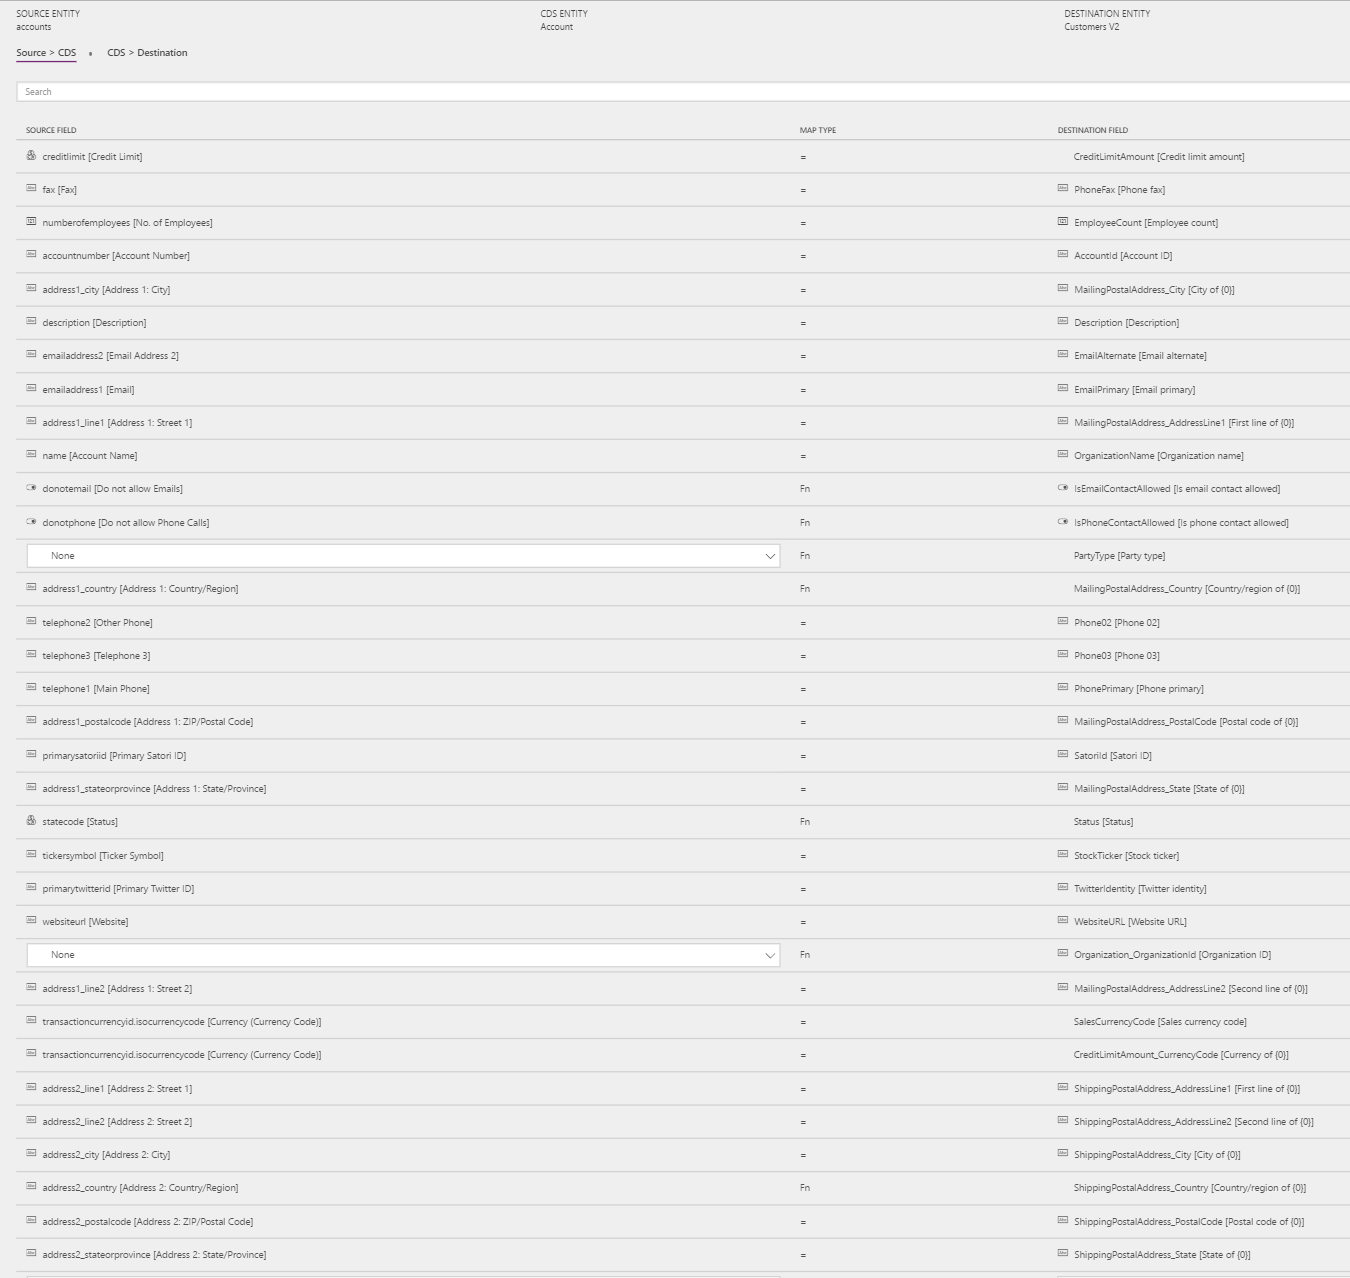 SOURCE ENTITY CDS ENTITY DESTINATION ENTITY
accounts Account Customers V2
Source > CDS CDS > Destination
Search
SOURCE FIELD MAP TYPE DESTINATION FIELD
creditlimit [Credit Limit] = CreditLimitAmount [Credit limit amount]
fax [Fax] = PhoneFax [Phone fax]
numberofemployees [No. of Employees] = EmployeeCount [Employee count]
accountnumber [Account Number] = AccountId [Account ID]
address1_city [Address 1: City] = MailingPostalAddress_City [City of {0}]
description [Description] = Description [Description]
emailaddress2 [Email Address 2] = EmailAlternate [Email alternate]
emailaddress1 [Email] = EmailPrimary [Email primary]
address1_line1 [Address 1: Street 1] = MailingPostalAddress_AddressLine1 [First line of {0}]
name [Account Name] = OrganizationName [Organization name]
donotemail [Do not allow Emails] Fn IsEmailContactAllowed [Is email contact allowed]
donotphone [Do not allow Phone Calls] Fn IsPhoneContactAllowed [Is phone contact allowed]
None Fn PartyType [Party type]
address1_country [Address 1: Country/Region] Fn MailingPostalAddress_Country [Country/region of {0}]
telephone2 [Other Phone] = Phone02 [Phone 02]
telephone3 [Telephone 3] = Phone03 [Phone 03]
telephone1 [Main Phone] = PhonePrimary [Phone primary]
address1_postalcode [Address 1: ZIP/Postal Code] = MailingPostalAddress_PostalCode [Postal code of {0}]
primarysatoriid [Primary Satori ID] = SatoriId [Satori ID]
address1_stateorprovince [Address 1: State/Province] = MailingPostalAddress_State [State of {0}]
statecode [Status] Fn Status [Status]
tickersymbol [Ticker Symbol] = StockTicker [Stock ticker]
primarytwitterid [Primary Twitter ID] = TwitterIdentity [Twitter identity]
websiteurl [Website] = WebsiteURL [Website URL]
None Fn Organization_OrganizationId [Organization ID]
address1_line2 [Address 1: Street 2] = MailingPostalAddress_AddressLine2 [Second line of {0}]
transactioncurrencyid.isocurrencycode [Currency (Currency Code)] = SalesCurrencyCode [Sales currency code]
transactioncurrencyid.isocurrencycode [Currency (Currency Code)] = CreditLimitAmount_CurrencyCode [Currency of {0}]
address2_line1 [Address 2: Street 1] = ShippingPostalAddress_AddressLine1 [First line of {0}]
address2_line2 [Address 2: Street 2] = ShippingPostalAddress_AddressLine2 [Second line of {0}]
address2_city [Address 2: City] = ShippingPostalAddress_City [City of {0}]
address2_country [Address 2: Country/Region] Fn ShippingPostalAddress_Country [Country/region of {0}]
address2_postalcode [Address 2: ZIP/Postal Code] = ShippingPostalAddress_PostalCode [Postal code of {0}]
address2_stateorprovince [Address 2: State/Province] = ShippingPostalAddress_State [State of {0}]